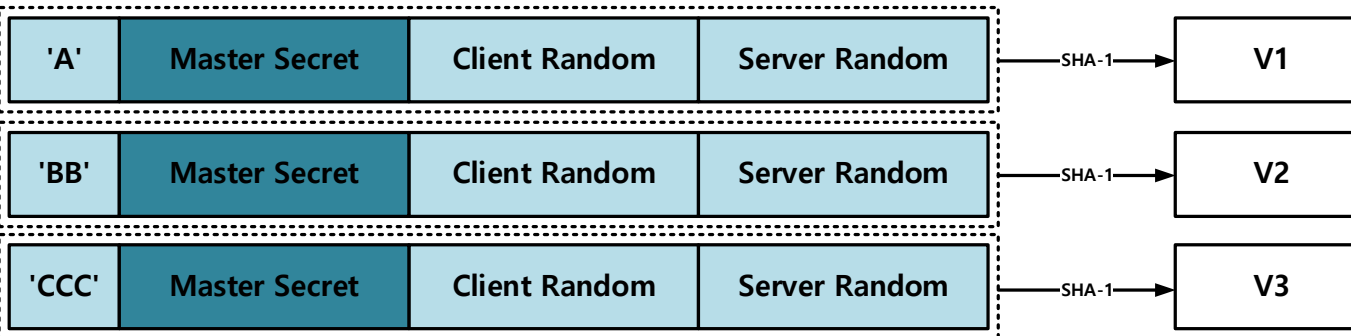 'A' Master Secret Client Random Server Random SHA-1 V1
'BB' Master Secret Client Random Server Random SHA-1 V2
'CCC' Master Secret Client Random Server Random SHA-1 V3